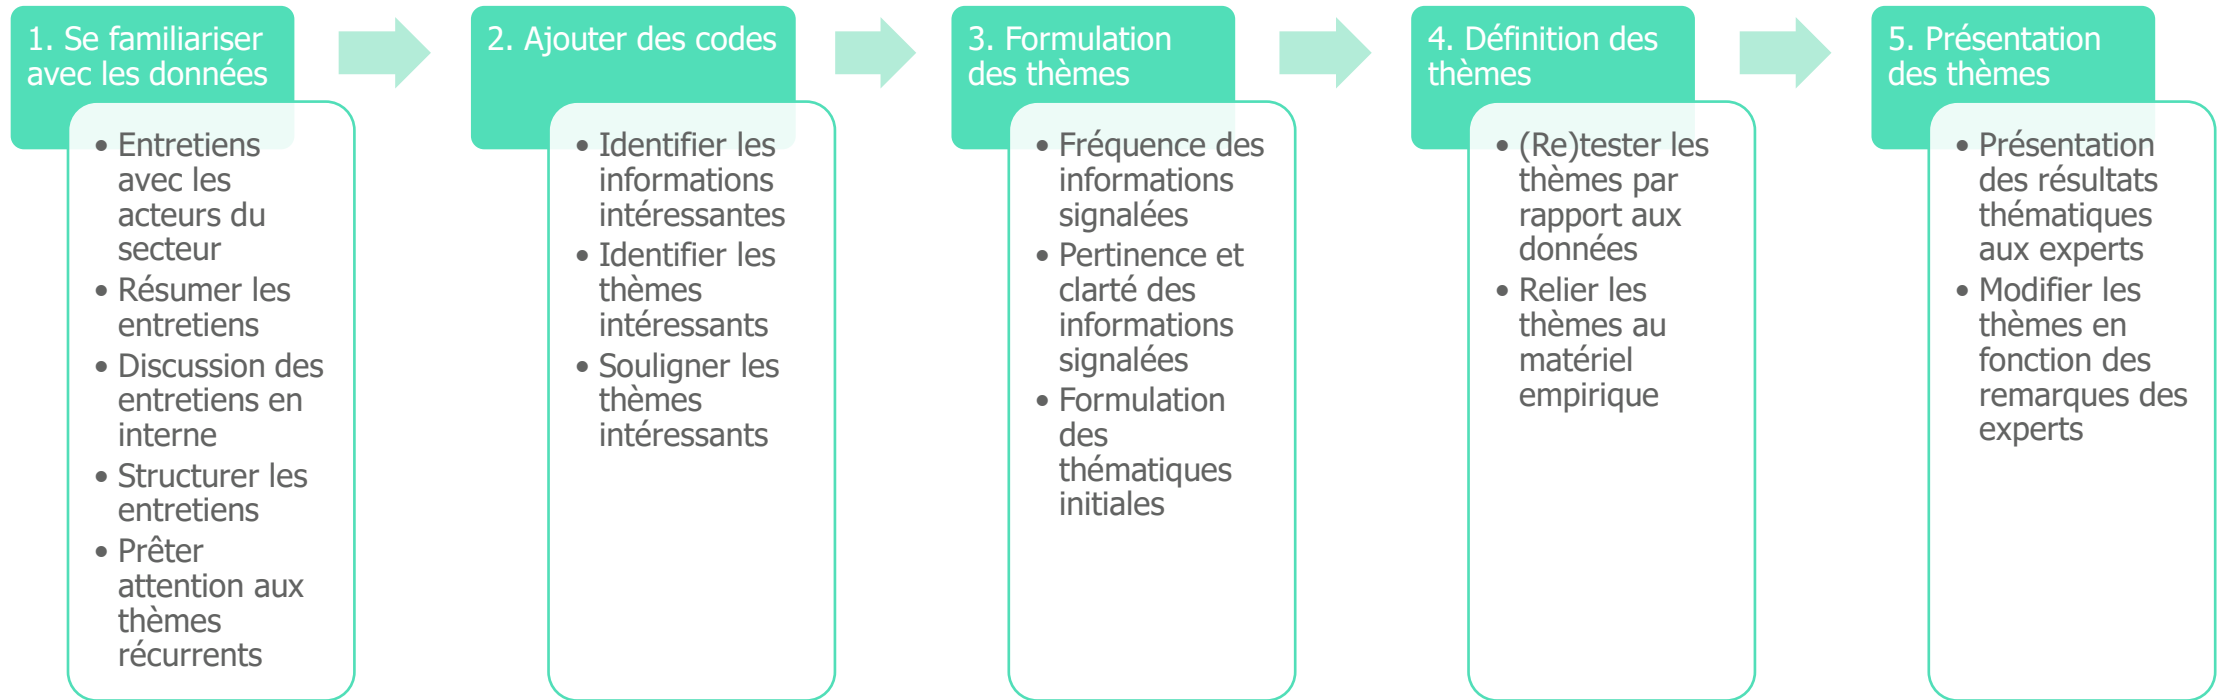 1. Se familiariser
avec les données
• Entretiens
avec les
acteurs du
secteur
• Résumer les
entretiens
• Discussion des
entretiens en
interne
• Structurer les
entretiens
• Prêter
attention aux
thèmes
récurrents
2. Ajouter des codes
• Identifier les
informations
intéressantes
• Identifier les
thèmes
intéressants
• Souligner les
thèmes
intéressants
3. Formulation
des thèmes
• Fréquence des
informations
signalées
• Pertinence et
clarté des
informations
signalées
• Formulation
des
thématiques
initiales
4. Définition des
thèmes
• (Re)tester les
thèmes par
rapport aux
données
• Relier les
thèmes au
matériel
empirique
5. Présentation
des thèmes
• Présentation
des résultats
thématiques
aux experts
• Modifier les
thèmes en
fonction des
remarques des
experts